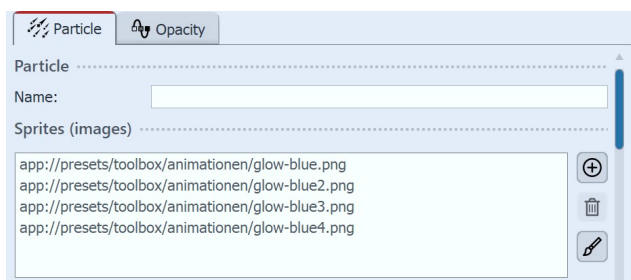 Particle
Opacity
Particle
Name:
Sprites (images)
app://presets/toolbox/animationen/glow-blue.png
app://presets/toolbox/animationen/glow-blue2.png
app://presets/toolbox/animationen/glow-blue3.png
app://presets/toolbox/animationen/glow-blue4.png